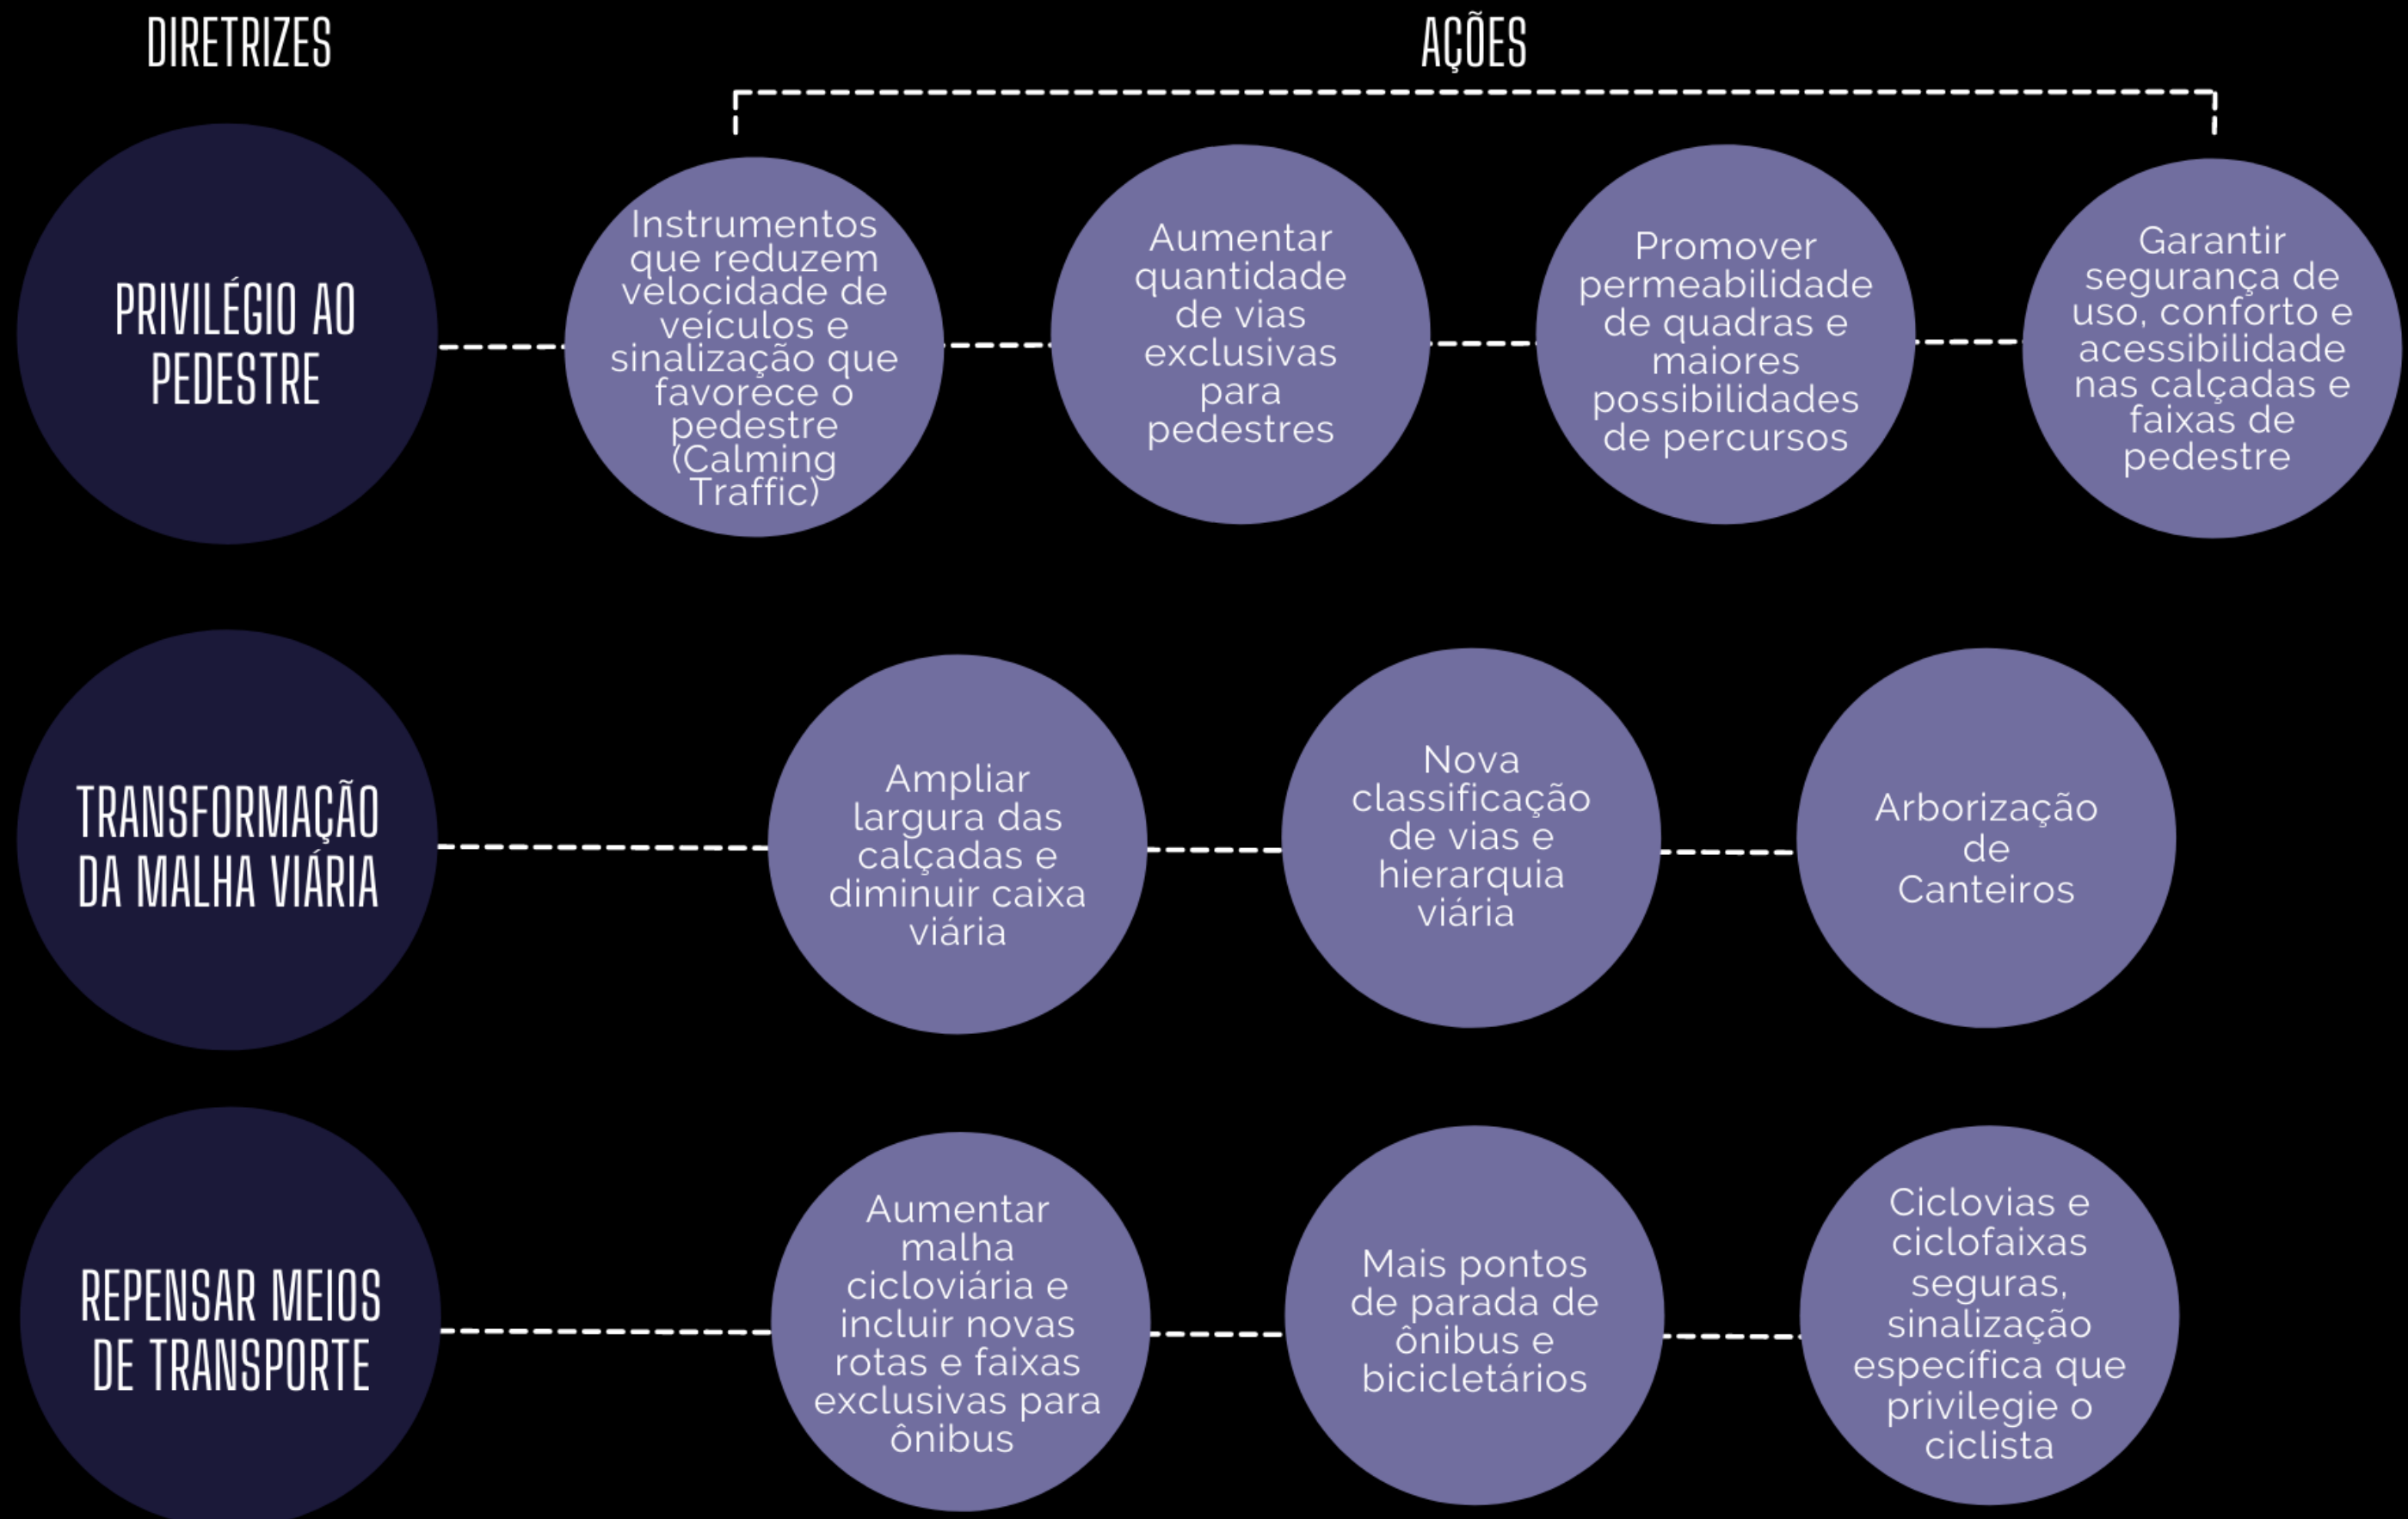 DIRETRIZES
AÇÕES
PRIVILÉGIO AO
PEDESTRE
Instrumentos
que reduzem
velocidade de
veículos e
sinalização que
favorece o
pedestre
(Calming
Traffic)
Aumentar
quantidade
de vias
exclusivas
para
pedestres
Promover
permeabilidade
de quadras e
maiores
possibilidades
de percursos
Garantir
segurança de
uso, conforto e
acessibilidade
nas calçadas e
faixas de
pedestre
TRANSFORMAÇÃO
DA MALHA VIÁRIA
Ampliar
largura das
calçadas e
diminuir caixa
viária
Nova
classificação
de vias e
hierarquia
viária
Arborização
de
Canteiros
REPENSAR MEIOS
DE TRANSPORTE
Aumentar
malha
cicloviária e
incluir novas
rotas e faixas
exclusivas para
ônibus
Mais pontos
de parada de
ônibus e
bicicletários
Ciclovias e
ciclofaixas
seguras,
sinalização
específica que
privilegie o
ciclista